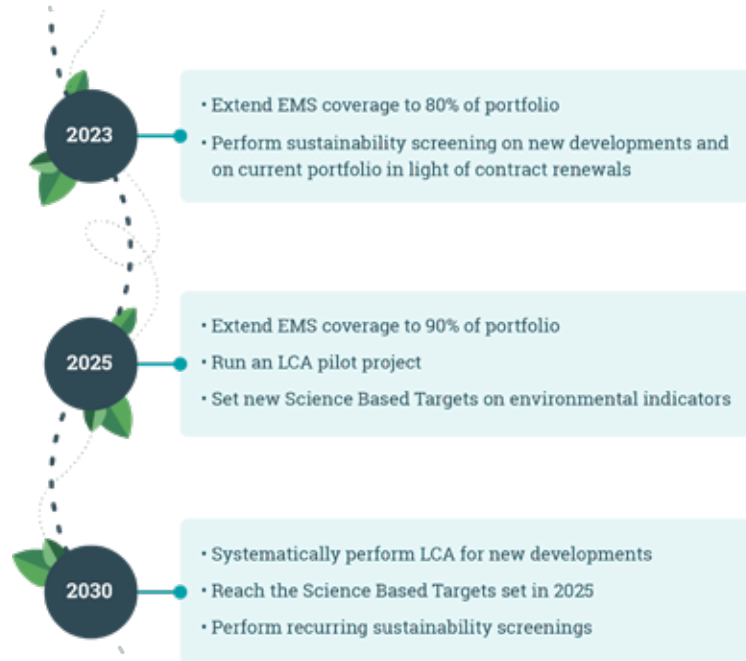 2023
• Extend EMS coverage to 80% of portfolio
• Perform sustainability screening on new developments and
on current portfolio in light of contract renewals
2025
• Extend EMS coverage to 90% of portfolio
• Run an LCA pilot project
• Set new Science Based Targets on environmental indicators
2030
• Systematically perform LCA for new developments
• Reach the Science Based Targets set in 2025
• Perform recurring sustainability screenings